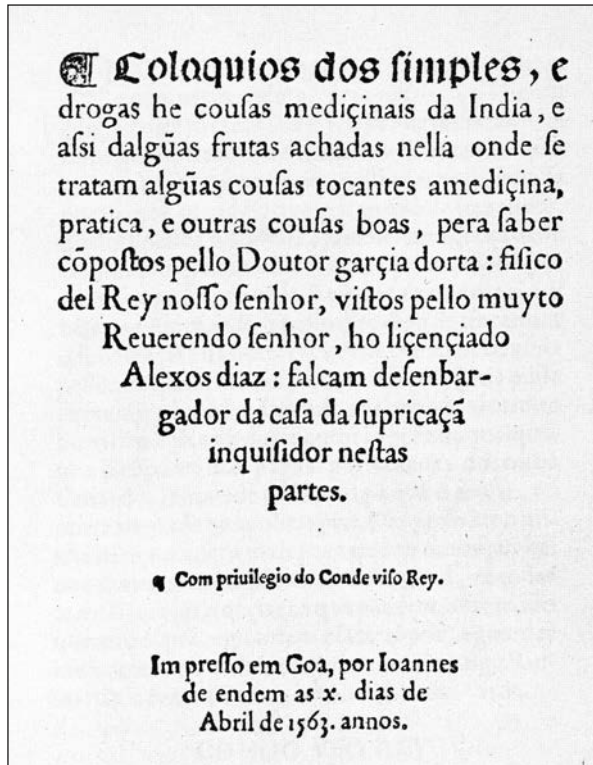 ¶ Coloquios dos ſimples, e
drogas he couſas mediçinais da India, e
aſsi dalgũas frutas achadas nella onde ſe
tratam algũas couſas tocantes amediçina,
pratica, e outras couſas boas, pera ſaber
cõpoſtos pello Doutor garçia dorta : fiſico
del Rey noſſo ſenhor, viſtos pello muyto
Reuerendo ſenhor, ho liçençiado
Alexos diaz : falcam deſenbar-
gador da caſa da ſupricaçã
inquiſidor neſtas
partes.
¶ Com priuilegio do Conde viſo Rey.
Im preſſo em Goa, por Ioannes
de endem as x. dias de
Abril de 1563. annos.